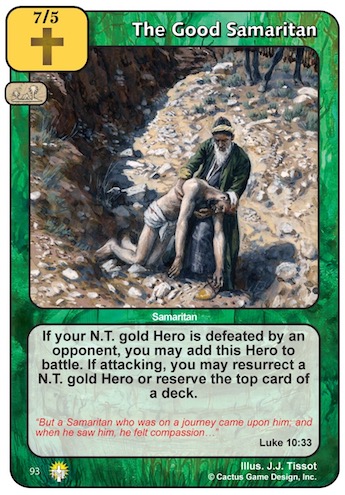 7/5
The Good Samaritan
Samaritan
If your N.T. gold Hero is defeated by an
opponent, you may add this Hero to
battle. If attacking, you may resurrect a
N.T. gold Hero or reserve the top card of
a deck.
"But a Samaritan who was on a journey came upon him; and
when he saw him, he felt compassion…"
Luke 10:33
93
Illus. J.J. Tissot
© Cactus Game Design, Inc.